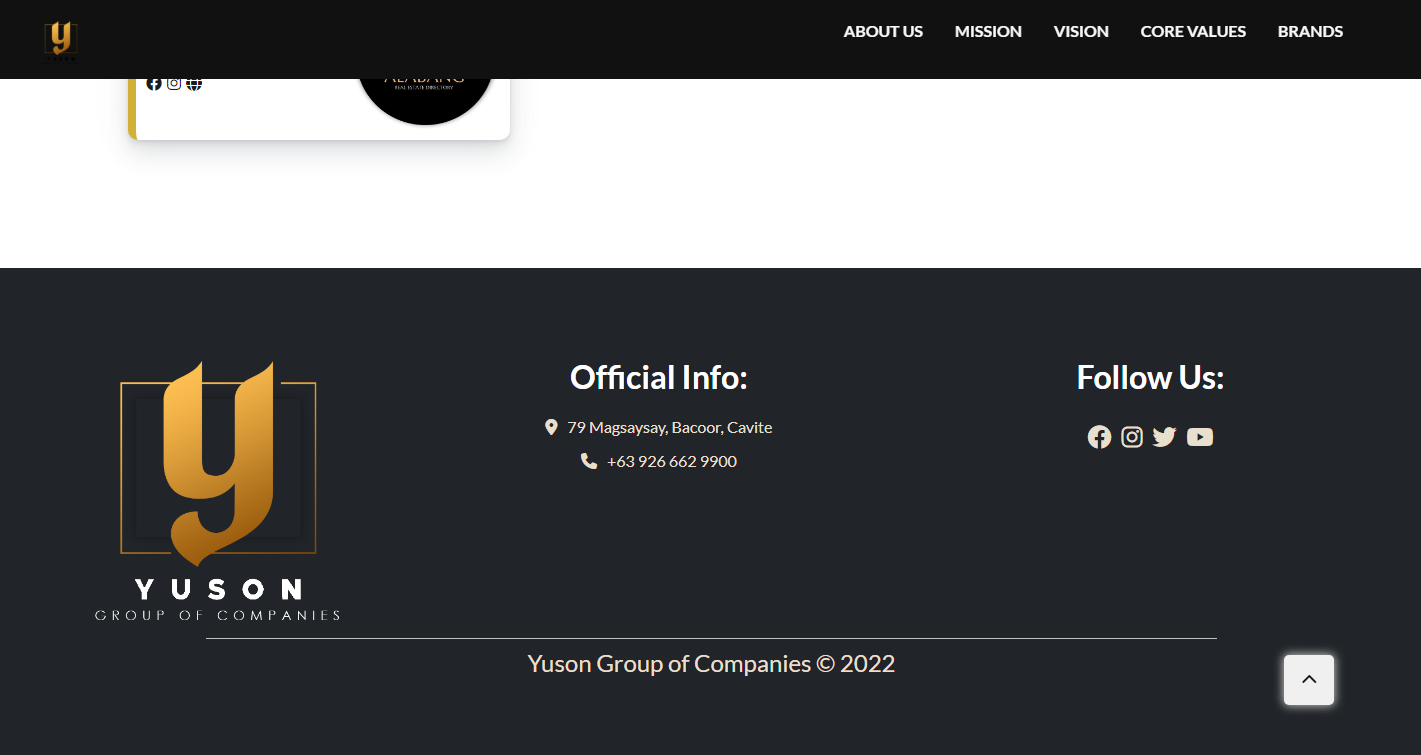 ABOUT US MISSION VISION CORE VALUES BRANDS
ALABANG
REAL ESTATE DIRECTORY
Official Info:
79 Magsaysay, Bacoor, Cavite
+63 926 662 9900
Follow Us:
y
YUSON
GROUP OF COMPANIES
Yuson Group of Companies © 2022